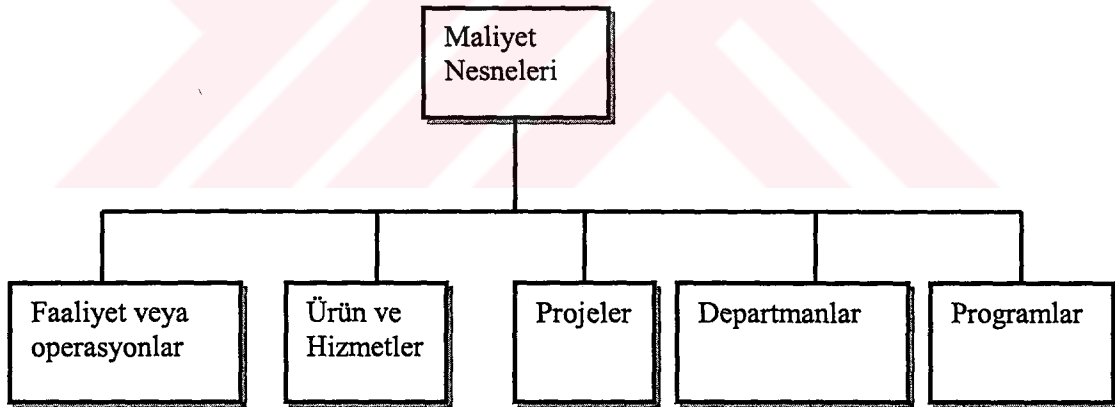 Maliyet
Nesneleri
Faaliyet veya
operasyonlar
Ürün ve
Hizmetler
Projeler
Departmanlar
Programlar